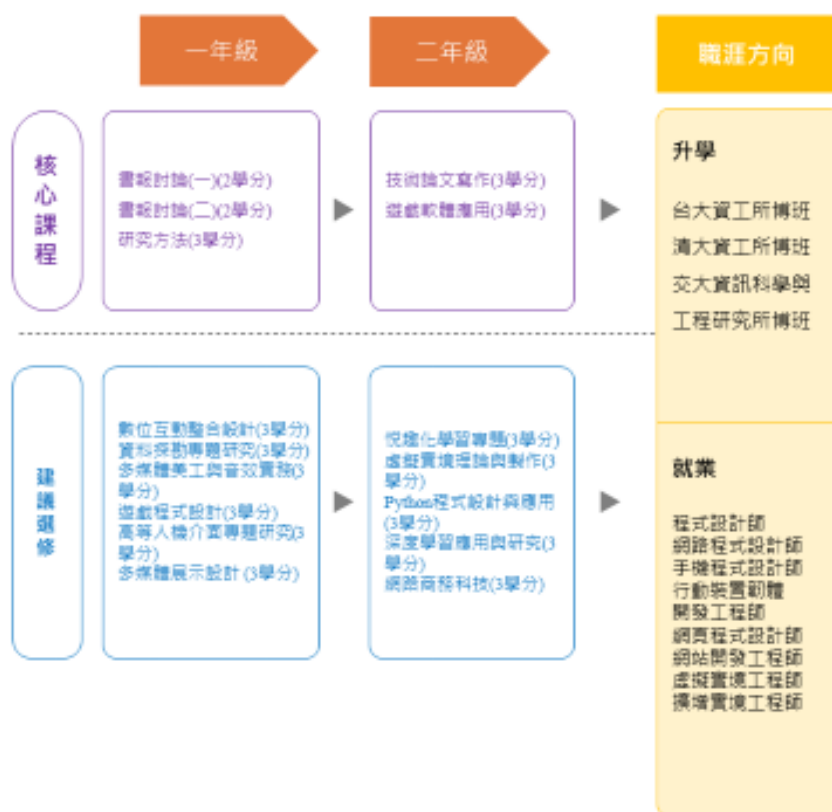 一年級
二年級
職涯方向
核心課程
書報討論(一)(2學分)
書報討論(二)(2學分)
研究方法(3學分)
技術論文寫作(3學分)
遊戲軟體應用(3學分)
升學
台大資工所博班
清大資工所博班
交大資訊科學與
工程研究所博班
建議選修
數位互動整合設計(3學分)
資料探勘專題研究(3學分)
多媒體美工與音效實務(3
學分)
遊戲程式設計(3學分)
高等人機介面專題研究(3
學分)
多媒體展示設計 (3學分)
悅趣化學習專題(3學分)
虛擬實境理論與製作(3
學分)
Python程式設計與應用
(3學分)
深度學習應用與研究(3
學分)
網路商務科技(3學分)
就業
程式設計師
網路程式設計師
手機程式設計師
行動裝置韌體
開發工程師
網頁程式設計師
網站開發工程師
虛擬實境工程師
擴增實境工程師